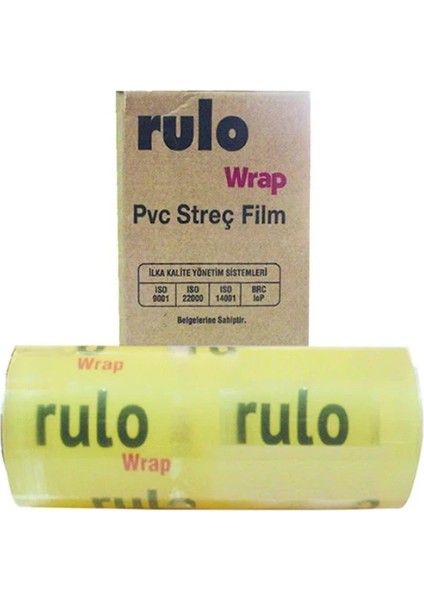 rulo
Wrap
Pvc Streç Film
İLKA KALİTE YÖNETİM SİSTEMLERİ
ISO 9001 ISO 22000 ISO 14001 BRC IoP
Belgelerine Sahiptir.
Wrap
rulo rulo
Wrap